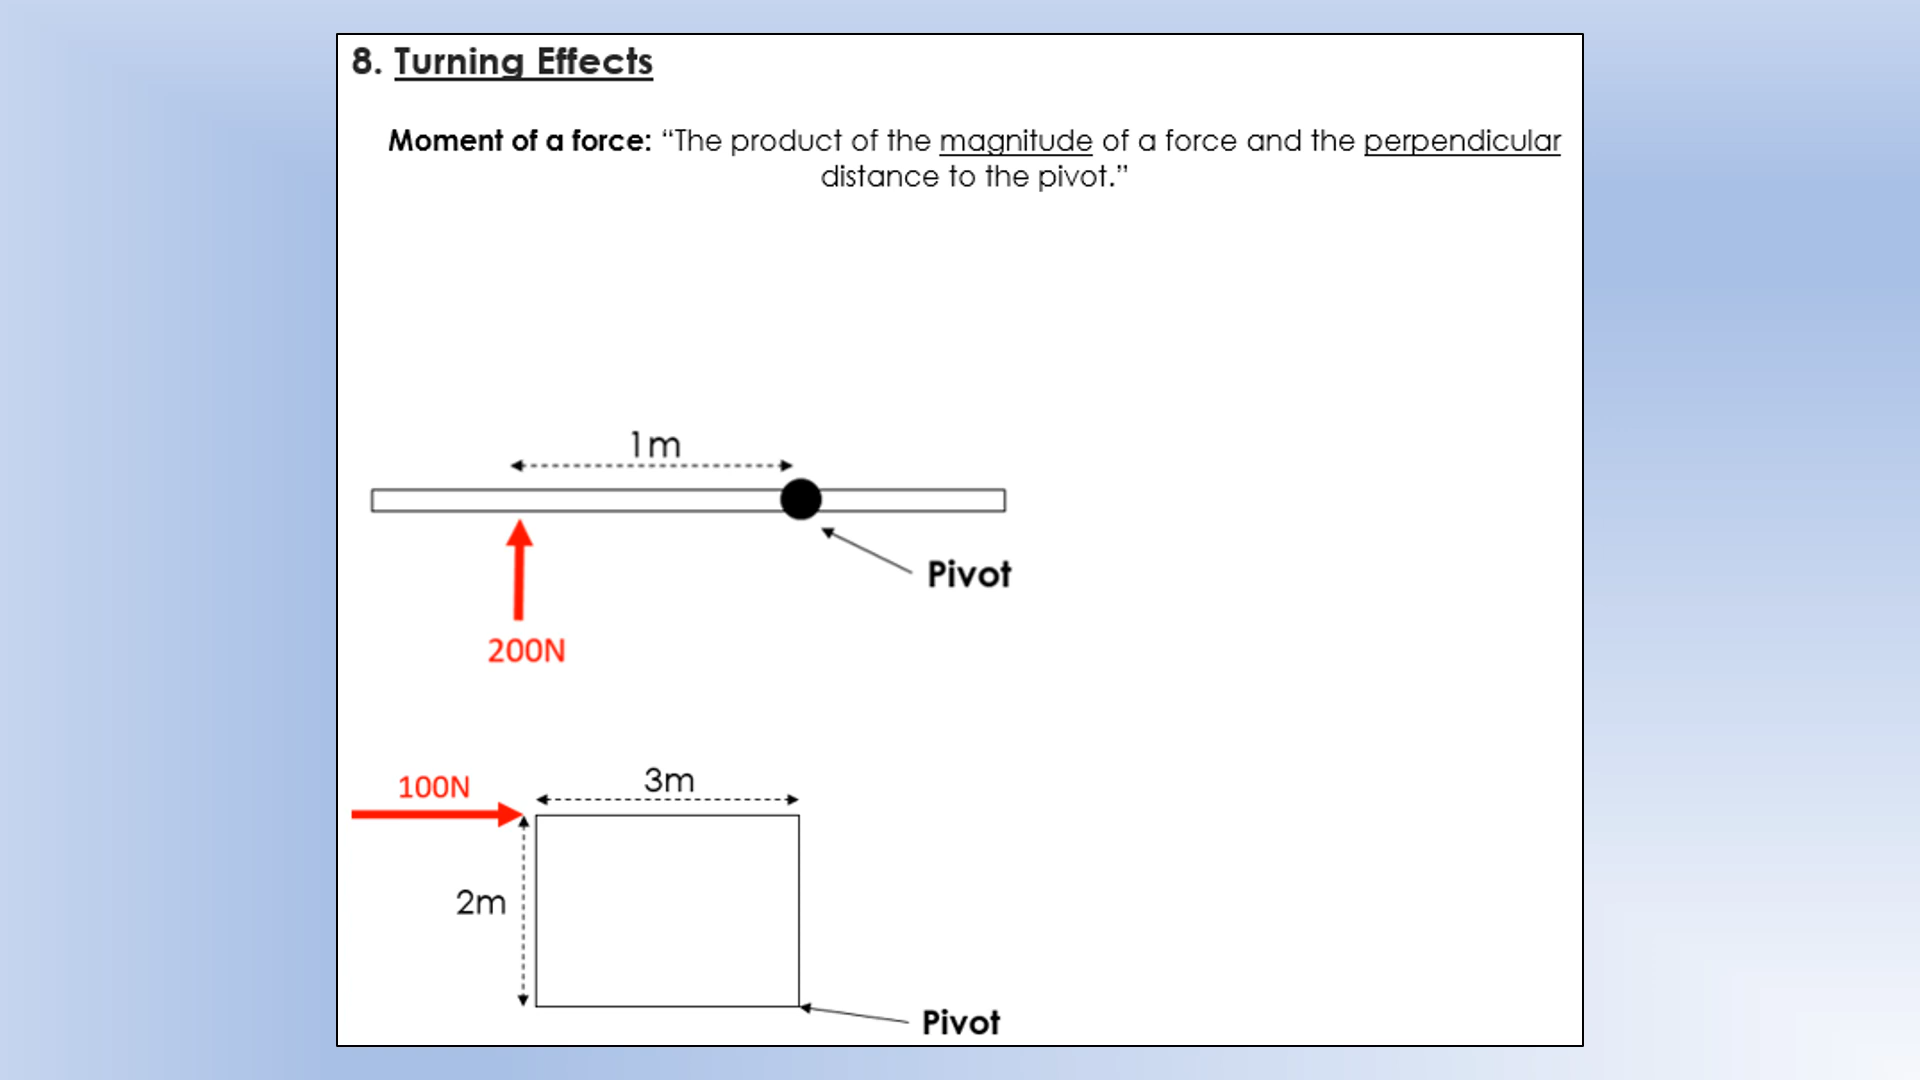 8. Turning Effects
Moment of a force: “The product of the magnitude of a force and the perpendicular
distance to the pivot.”
1m
Pivot
200N
100N
3m
2m
Pivot